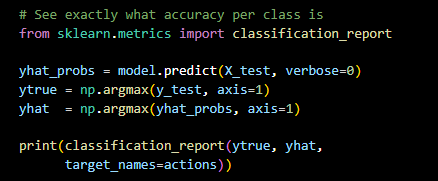 # See exactly what accuracy per class is
from sklearn.metrics import classification_report
yhat_probs = model.predict(X_test, verbose=0)
ytrue = np.argmax(y_test, axis=1)
yhat  = np.argmax(yhat_probs, axis=1)
print(classification_report(ytrue, yhat,
      target_names=actions))